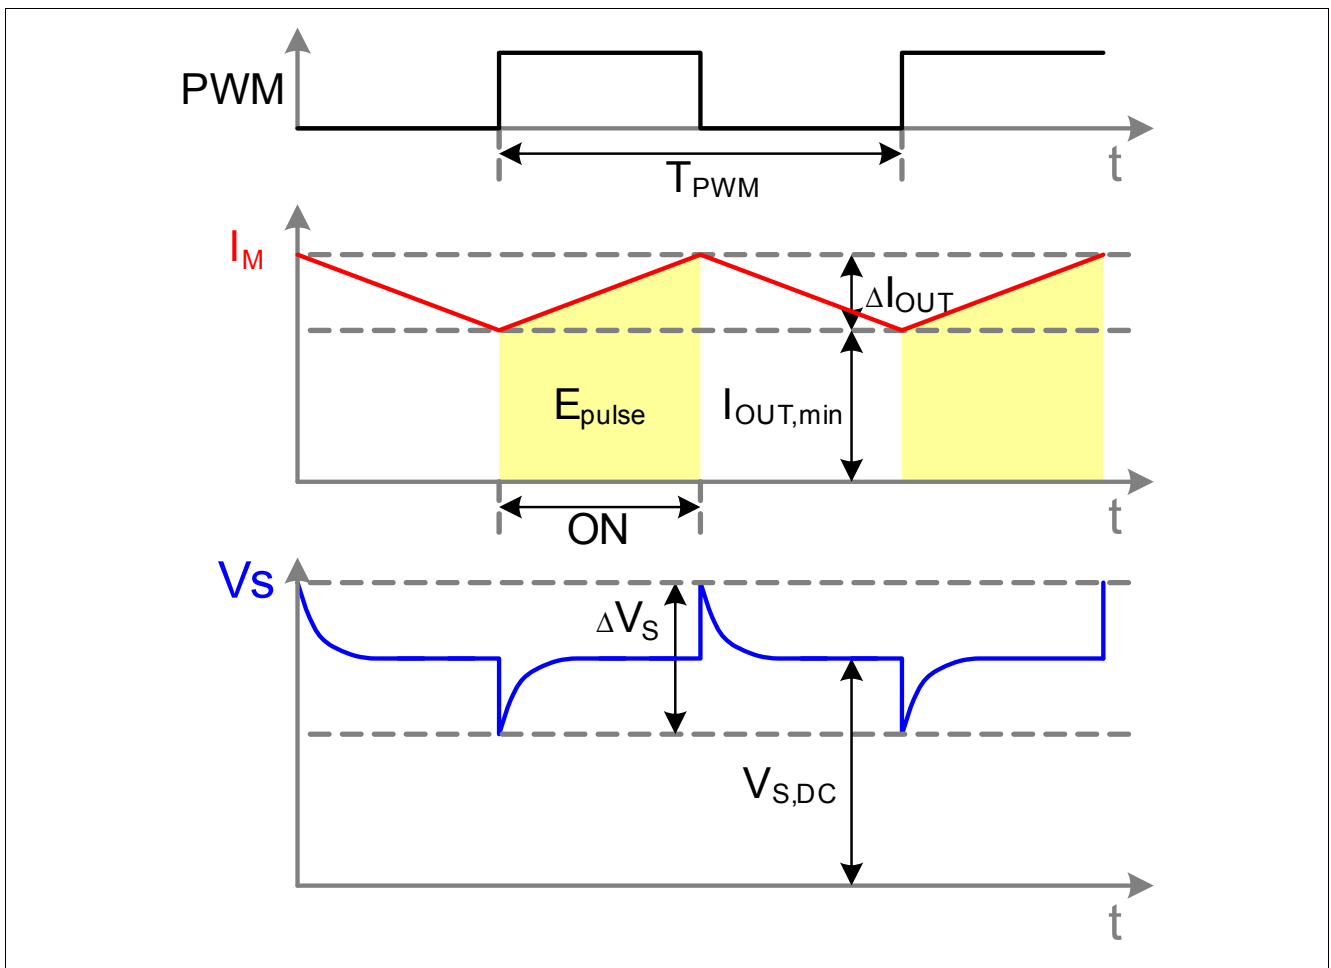 PWM
t
TPWM
IM
ΔIOUT
Epulse
IOUT,min
ON
t
Vs
ΔVS
VS,DC
t